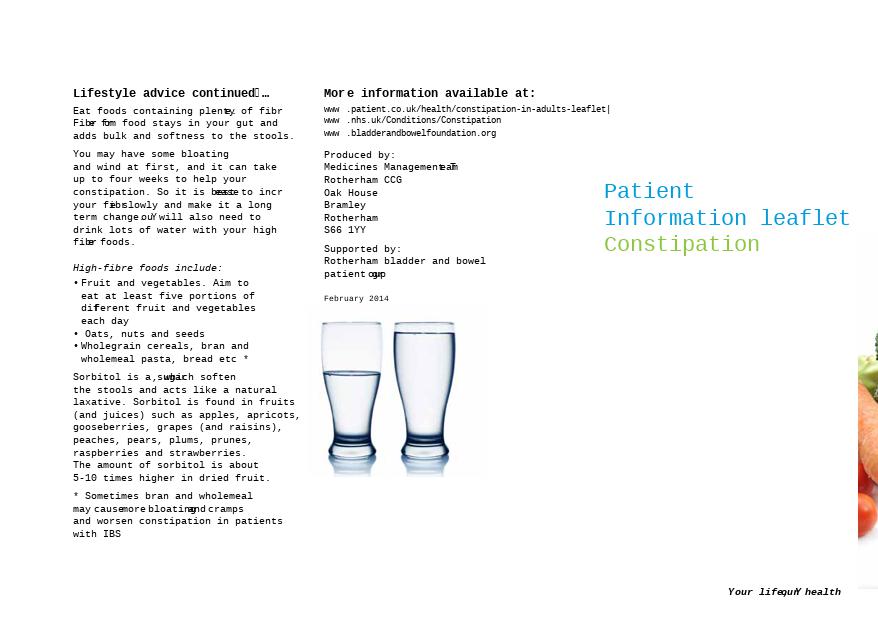 Lifestyle advice continued …
Eat foods containing plenty of fibr
Fibre from food stays in your gut and
adds bulk and softness to the stools.
You may have some bloating
and wind at first, and it can take
up to four weeks to help your
constipation. So it is best to incr
your fibre slowly and make it a long
term change. You will also need to
drink lots of water with your high
fibre foods.
High-fibre foods include:
• Fruit and vegetables. Aim to
eat at least five portions of
different fruit and vegetables
each day
• Oats, nuts and seeds
• Wholegrain cereals, bran and
wholemeal pasta, bread etc *
Sorbitol is a sugar, which soften
the stools and acts like a natural
laxative. Sorbitol is found in fruits
(and juices) such as apples, apricots,
gooseberries, grapes (and raisins),
peaches, pears, plums, prunes,
raspberries and strawberries.
The amount of sorbitol is about
5-10 times higher in dried fruit.
* Sometimes bran and wholemeal
may cause more bloating and cramps
and worsen constipation in patients
with IBS
More information available at:
www.patient.co.uk/health/constipation-in-adults-leaflet|
www.nhs.uk/Conditions/Constipation
www.bladderandbowelfoundation.org
Produced by:
Medicines Management Team
Rotherham CCG
Oak House
Bramley
Rotherham
S66 1YY
Supported by:
Rotherham bladder and bowel
patient group
February 2014
Patient
Information leaflet
Constipation
Your life, Your health